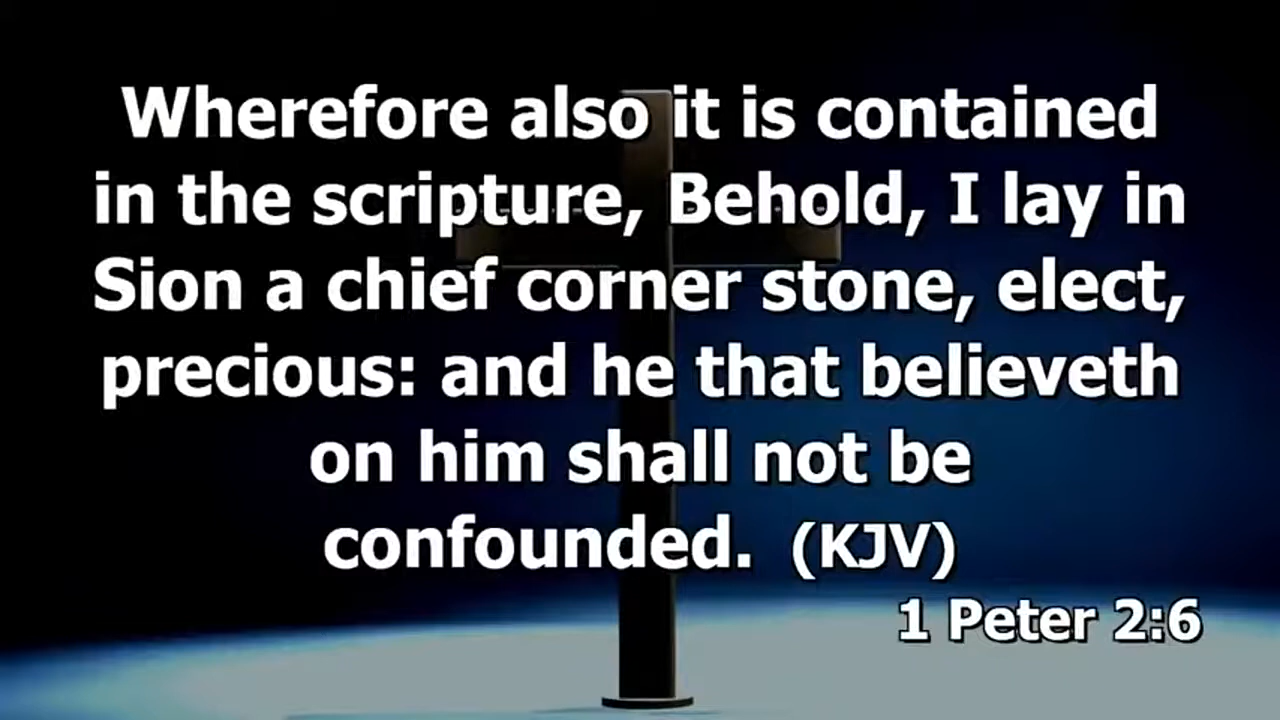 Wherefore also it is contained
in the scripture, Behold, I lay in
Sion a chief corner stone, elect,
precious: and he that believeth
on him shall not be
confounded. (KJV)
1 Peter 2:6